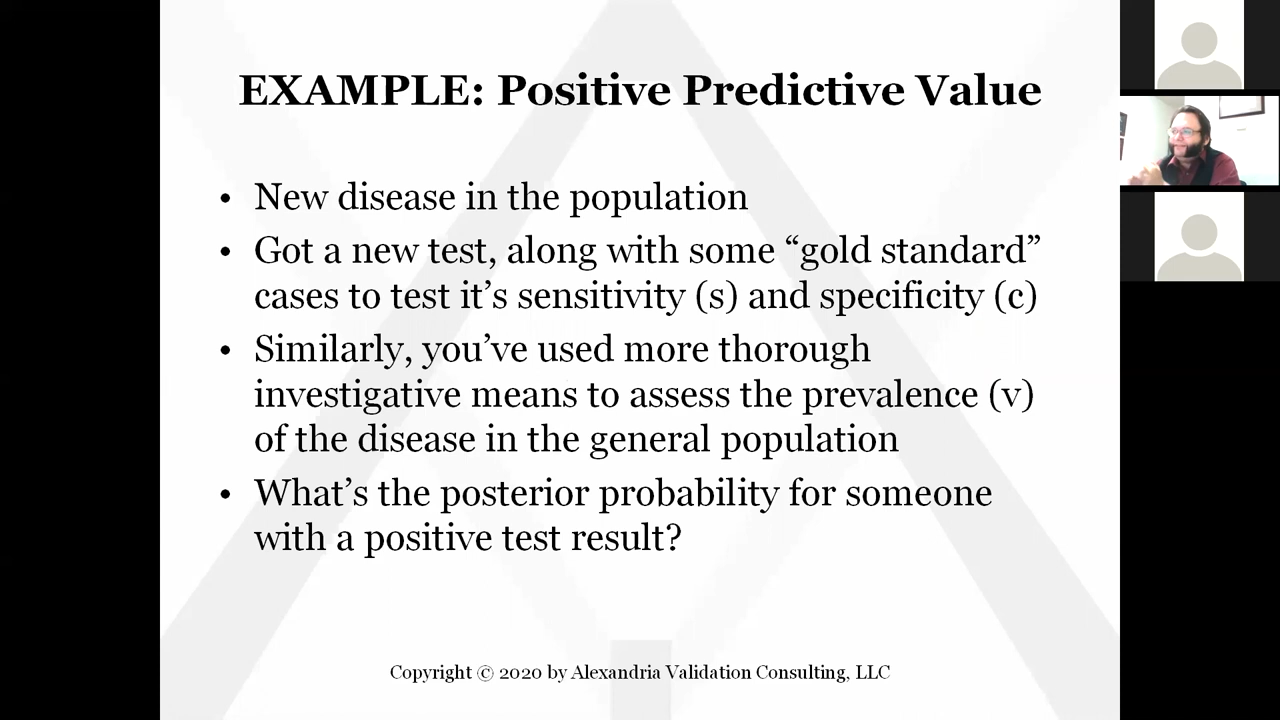 EXAMPLE: Positive Predictive Value
• New disease in the population
• Got a new test, along with some “gold standard”
cases to test it’s sensitivity (s) and specificity (c)
• Similarly, you’ve used more thorough
investigative means to assess the prevalence (v)
of the disease in the general population
• What’s the posterior probability for someone
with a positive test result?
Copyright © 2020 by Alexandria Validation Consulting, LLC